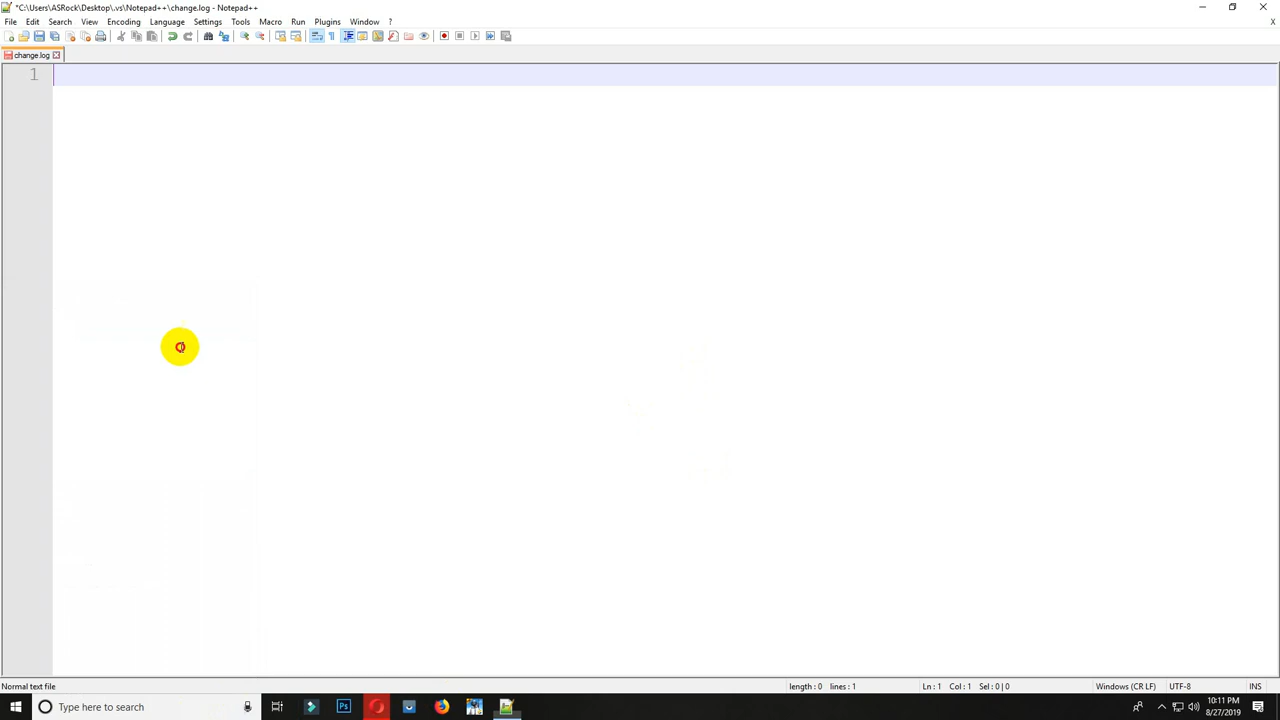 *C:\Users\ASRock\Desktop\.vs\Notepad++\change.log - Notepad++
File Edit Search View Encoding Language Settings Tools Macro Run Plugins Window ? X
change.log
1
Normal text file length : 0 lines : 1 Ln : 1 Col : 1 Sel : 0 | 0 Windows (CR LF) UTF-8 INS
Type here to search Ps 10:11 PM
8/27/2019